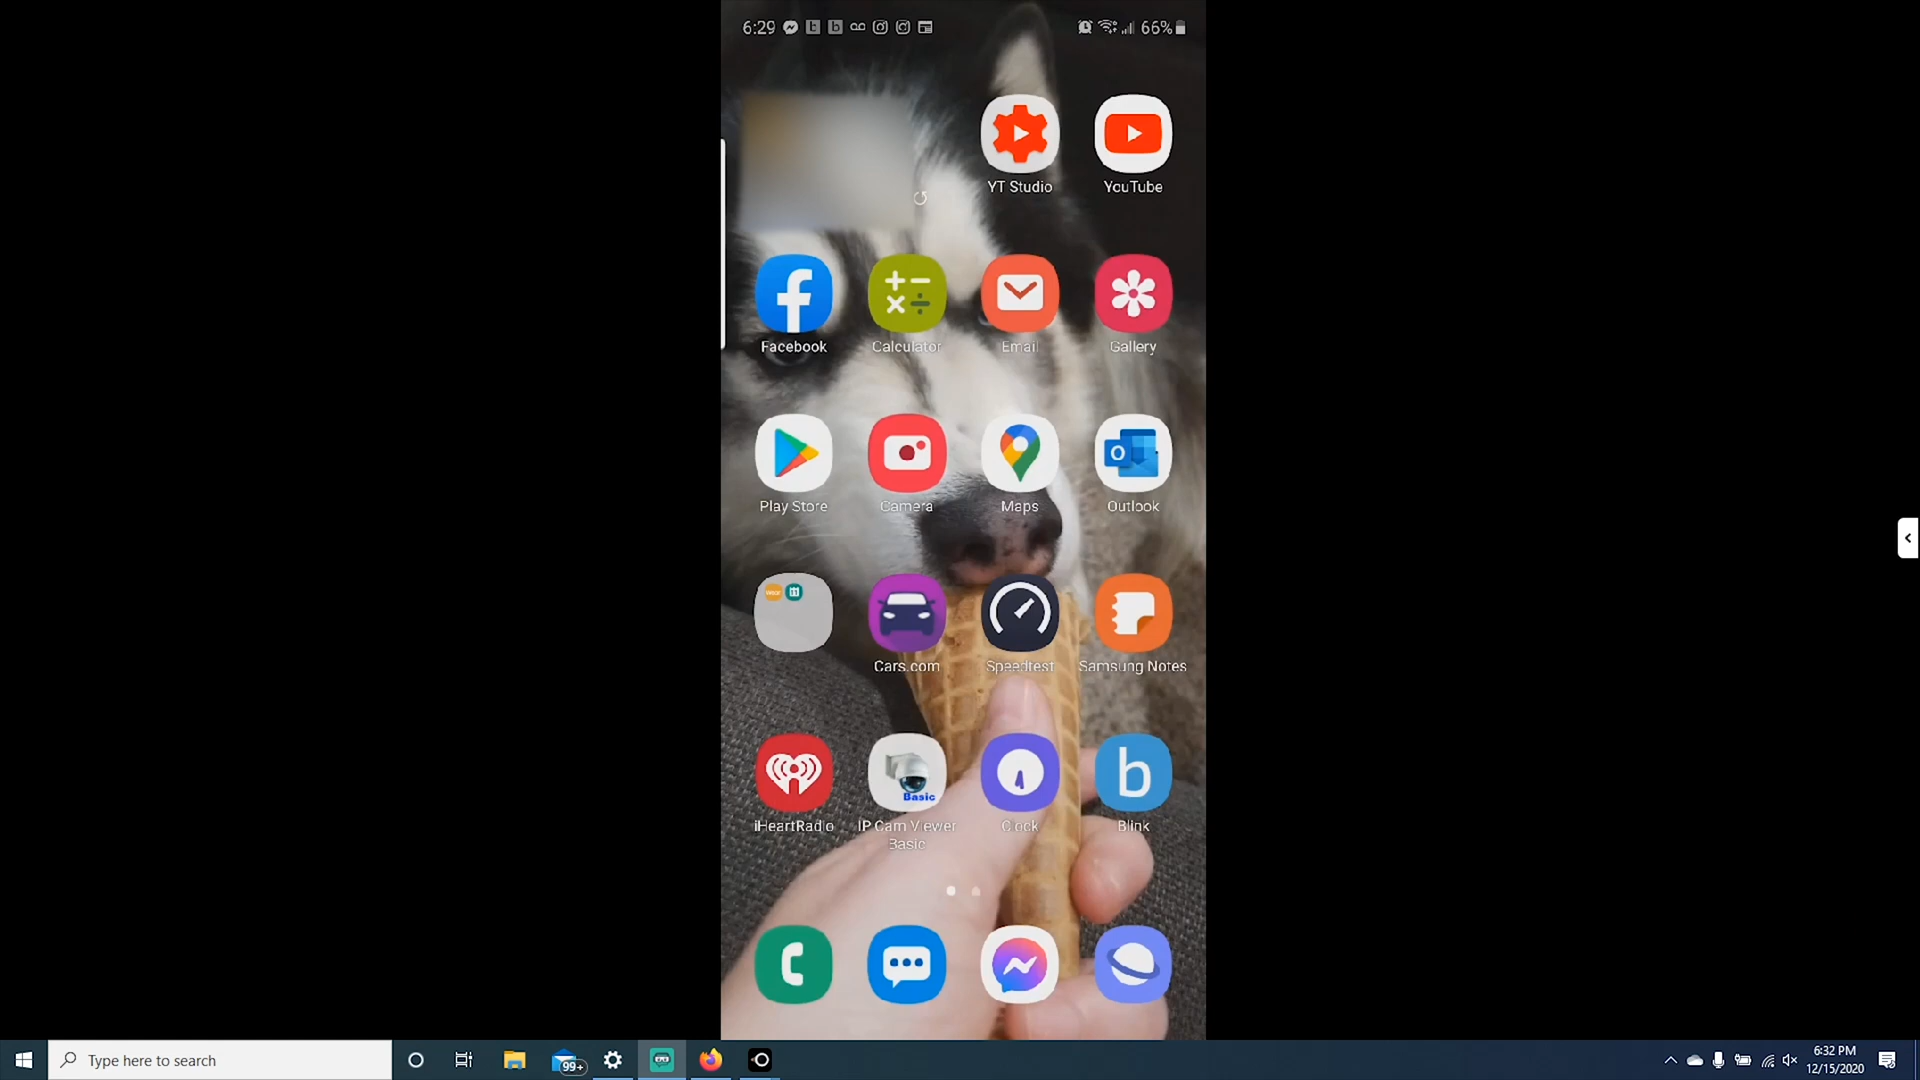 6:29
66%
YT Studio
YouTube
Facebook
Calculator
Email
Gallery
Play Store
Camera
Maps
Outlook
Cars.com
Speedtest
Samsung Notes
Basic
b
iHeartRadio
IP Cam Viewer
Basic
Clock
Blink
Type here to search
99+
6:32 PM
12/15/2020